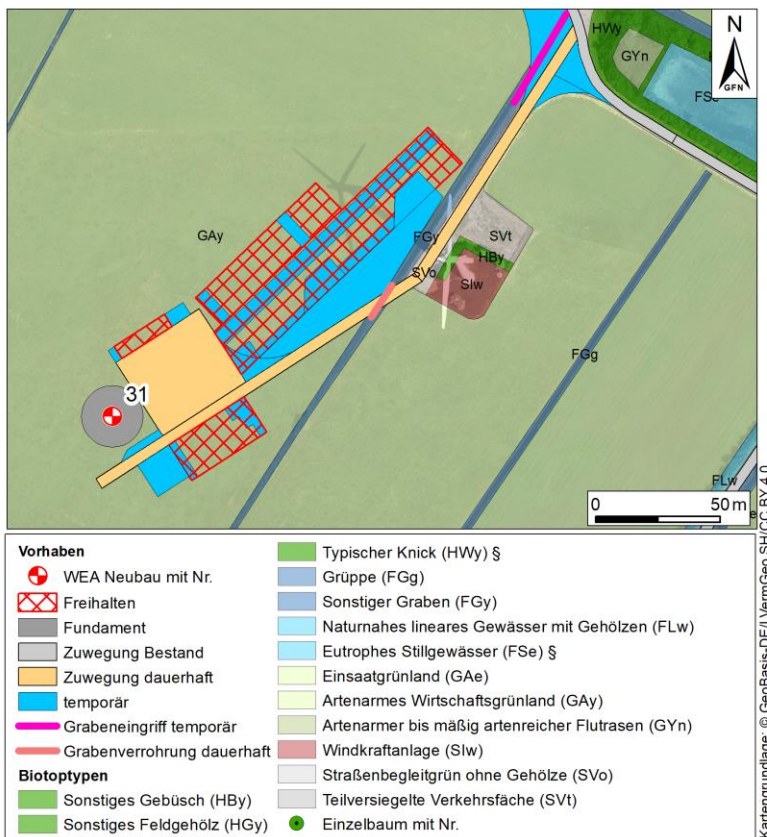 HWy
GYn
N
GFN
FSe
GAy
FGy
SVt
HBy
SVo
SIw
31
FGg
FLw
0 50 m
Vorhaben
WEA Neubau mit Nr.
Freihalten
Fundament
Zuwegung Bestand
Zuwegung dauerhaft
temporär
Grabeneingriff temporär
Grabenverrohrung dauerhaft
Biotoptypen
Sonstiges Gebüsch (HBy)
Sonstiges Feldgehölz (HGy)
Typischer Knick (HWy) §
Grüppe (FGg)
Sonstiger Graben (FGy)
Naturnahes lineares Gewässer mit Gehölzen (FLw)
Eutrophes Stillgewässer (FSe) §
Einsaatgrünland (GAe)
Artenarmes Wirtschaftsgrünland (GAy)
Artenarmer bis mäßig artenreicher Flutrasen (GYn)
Windkraftanlage (SIw)
Straßenbegleitgrün ohne Gehölze (SVo)
Teilversiegelte Verkehrsfäche (SVt)
Einzelbaum mit Nr.
Kartengrundlage: © GeoBasis-DE/LVermGeo SH/CC BY 4.0